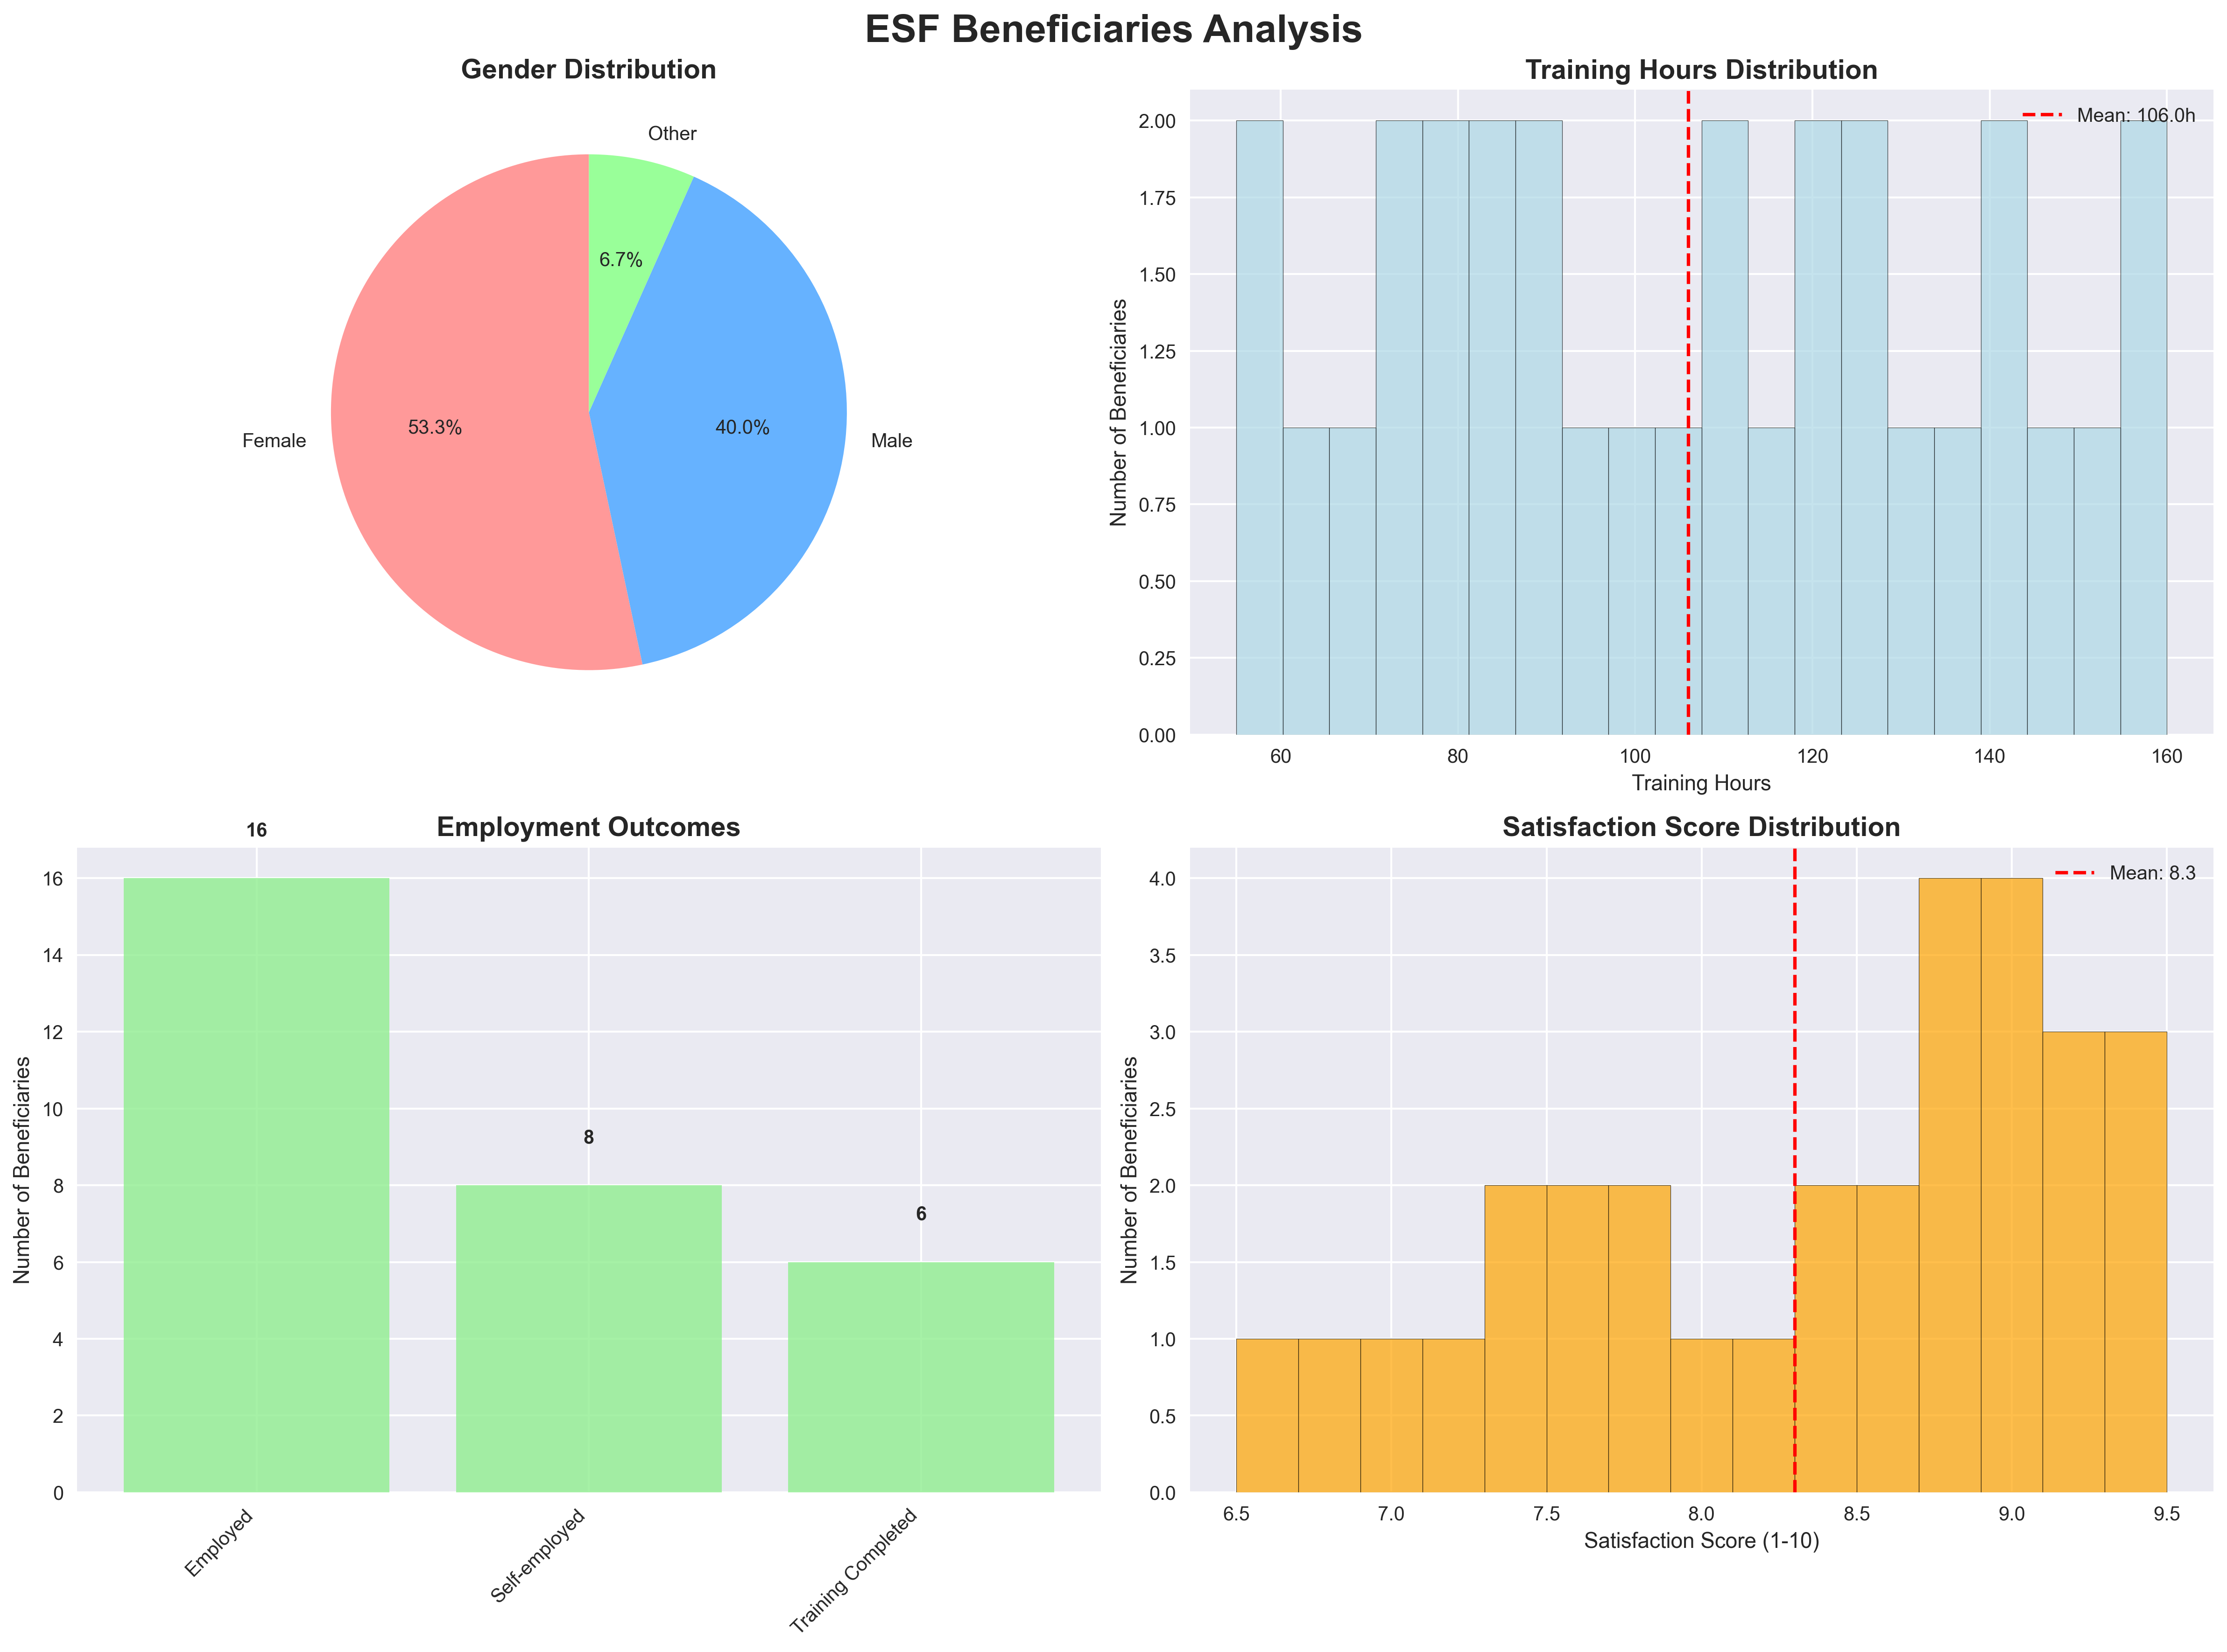 ESF Beneficiaries Analysis
Gender Distribution
Other
6.7%
53.3%
40.0%
Female
Male
Training Hours Distribution
Mean: 106.0h
2.00
1.75
1.50
1.25
1.00
0.75
0.50
0.25
0.00
Number of Beneficiaries
60 80 100 120 140 160
Training Hours
Employment Outcomes
16
8
6
16
14
12
10
8
6
4
2
0
Number of Beneficiaries
Employed
Self-employed
Training Completed
Satisfaction Score Distribution
Mean: 8.3
4.0
3.5
3.0
2.5
2.0
1.5
1.0
0.5
0.0
Number of Beneficiaries
6.5 7.0 7.5 8.0 8.5 9.0 9.5
Satisfaction Score (1-10)